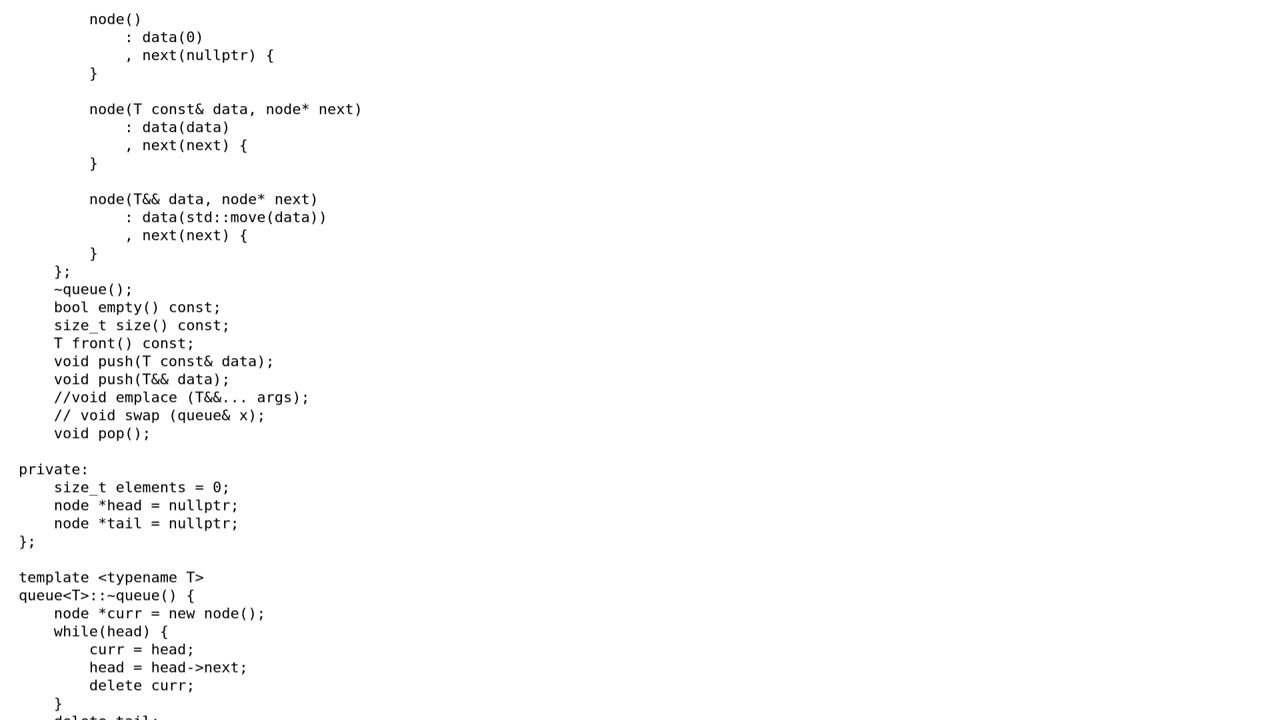 node()
: data(0)
, next(nullptr) {
}
node(T const& data, node* next)
: data(data)
, next(next) {
}
node(T&& data, node* next)
: data(std::move(data))
, next(next) {
}
};
~queue();
bool empty() const;
size_t size() const;
T front() const;
void push(T const& data);
void push(T&& data);
//void emplace (T&&... args);
// void swap (queue& x);
void pop();
private:
size_t elements = 0;
node *head = nullptr;
node *tail = nullptr;
};
template <typename T>
queue<T>::~queue() {
node *curr = new node();
while(head) {
curr = head;
head = head->next;
delete curr;
}
delete tail;